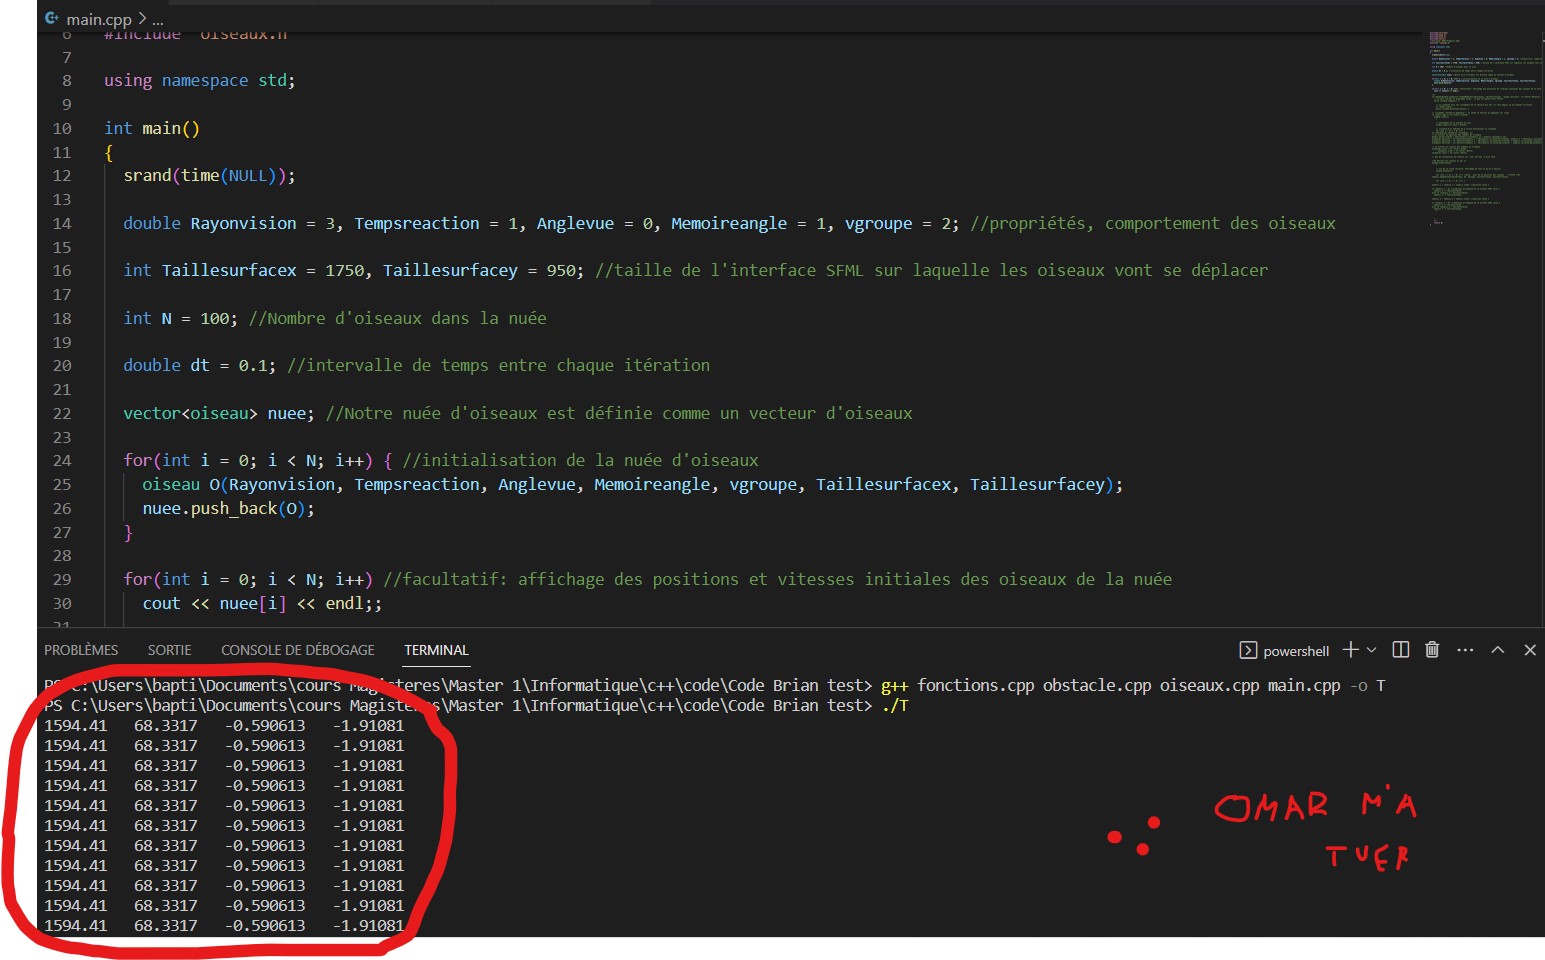 main.cpp > ...
6 #include "oiseaux.h"
7
8 using namespace std;
9
10 int main()
11 {
12 srand(time(NULL));
13
14 double Rayonvision = 3, Tempsreaction = 1, Anglevue = 0, Memoireangle = 1, vgroupe = 2; //propriétés, comportement des oiseaux
15
16 int Taillesurfacex = 1750, Taillesurfacey = 950; //taille de l'interface SFML sur laquelle les oiseaux vont se déplacer
17
18 int N = 100; //Nombre d'oiseaux dans la nuée
19
20 double dt = 0.1; //intervalle de temps entre chaque itération
21
22 vector<oiseau> nuee; //Notre nuée d'oiseaux est définie comme un vecteur d'oiseaux
23
24 for(int i = 0; i < N; i++) { //initialisation de la nuée d'oiseaux
25 oiseau O(Rayonvision, Tempsreaction, Anglevue, Memoireangle, vgroupe, Taillesurfacex, Taillesurfacey);
26 nuee.push_back(O);
27 }
28
29 for(int i = 0; i < N; i++) //facultatif: affichage des positions et vitesses initiales des oiseaux de la nuée
30 cout << nuee[i] << endl;;
31
PROBLÈMES SORTIE CONSOLE DE DÉBOGAGE TERMINAL powershell
PS C:\Users\bapti\Documents\cours Magisteres\Master 1\Informatique\c++\code\Code Brian test> g++ fonctions.cpp obstacle.cpp oiseaux.cpp main.cpp -o T
PS C:\Users\bapti\Documents\cours Magisteres\Master 1\Informatique\c++\code\Code Brian test> ./T
1594.41 68.3317 -0.590613 -1.91081
1594.41 68.3317 -0.590613 -1.91081
1594.41 68.3317 -0.590613 -1.91081
1594.41 68.3317 -0.590613 -1.91081
1594.41 68.3317 -0.590613 -1.91081
1594.41 68.3317 -0.590613 -1.91081
1594.41 68.3317 -0.590613 -1.91081
1594.41 68.3317 -0.590613 -1.91081
1594.41 68.3317 -0.590613 -1.91081
1594.41 68.3317 -0.590613 -1.91081
1594.41 68.3317 -0.590613 -1.91081
OMAR M'A
TUER